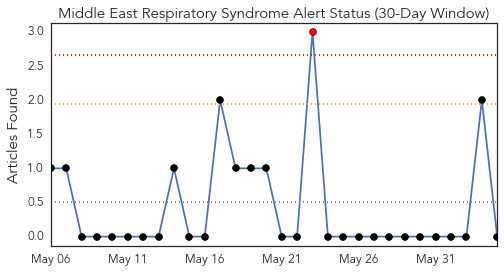 Middle East Respiratory Syndrome Alert Status (30-Day Window)
Articles Found
3.0
2.5
2.0
1.5
1.0
0.5
0.0
May 06
May 11
May 16
May 21
May 26
May 31